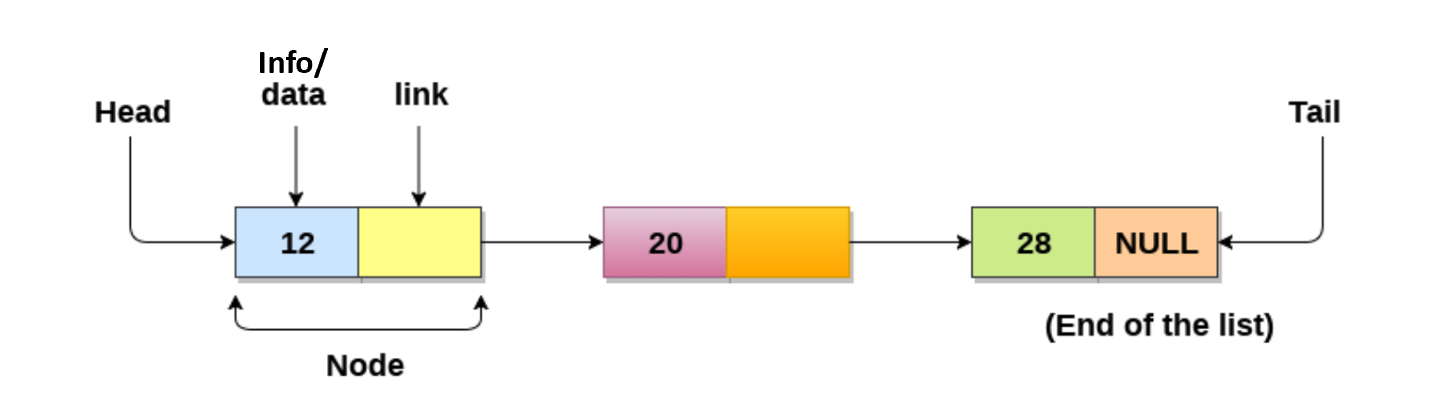 Info/
data
link
Head
Tail
12
20
28
NULL
(End of the list)
Node